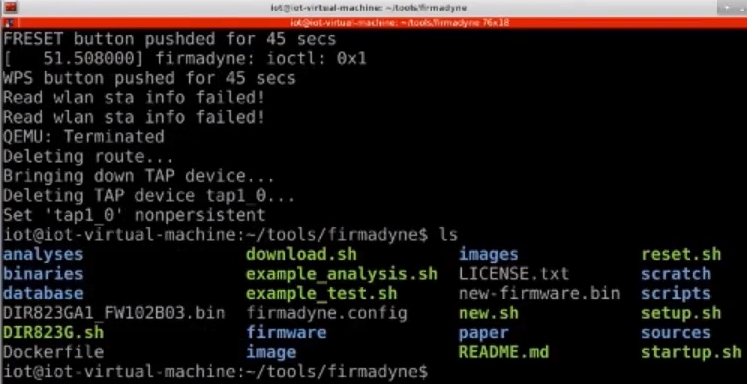 iot@iot-virtual-machine: ~/tools/firmadyne
iot@iot-virtual-machine: ~/tools/firmadyne 76x18
FRESET button pushded for 45 secs
[   51.508000] firmadyne: ioctl: 0x1
WPS button pushed for 45 secs
Read wlan sta info failed!
Read wlan sta info failed!
QEMU: Terminated
Deleting route...
Bringing down TAP device...
Deleting TAP device tap1_0...
Set 'tap1_0' nonpersistent
iot@iot-virtual-machine:~/tools/firmadyne$ ls
analyses download.sh images reset.sh
binaries example_analysis.sh LICENSE.txt scratch
database example_test.sh new-firmware.bin scripts
DIR823GA1_FW102B03.bin firmadyne.config new.sh setup.sh
DIR823G.sh firmware paper sources
Dockerfile image README.md startup.sh
iot@iot-virtual-machine:~/tools/firmadyne$